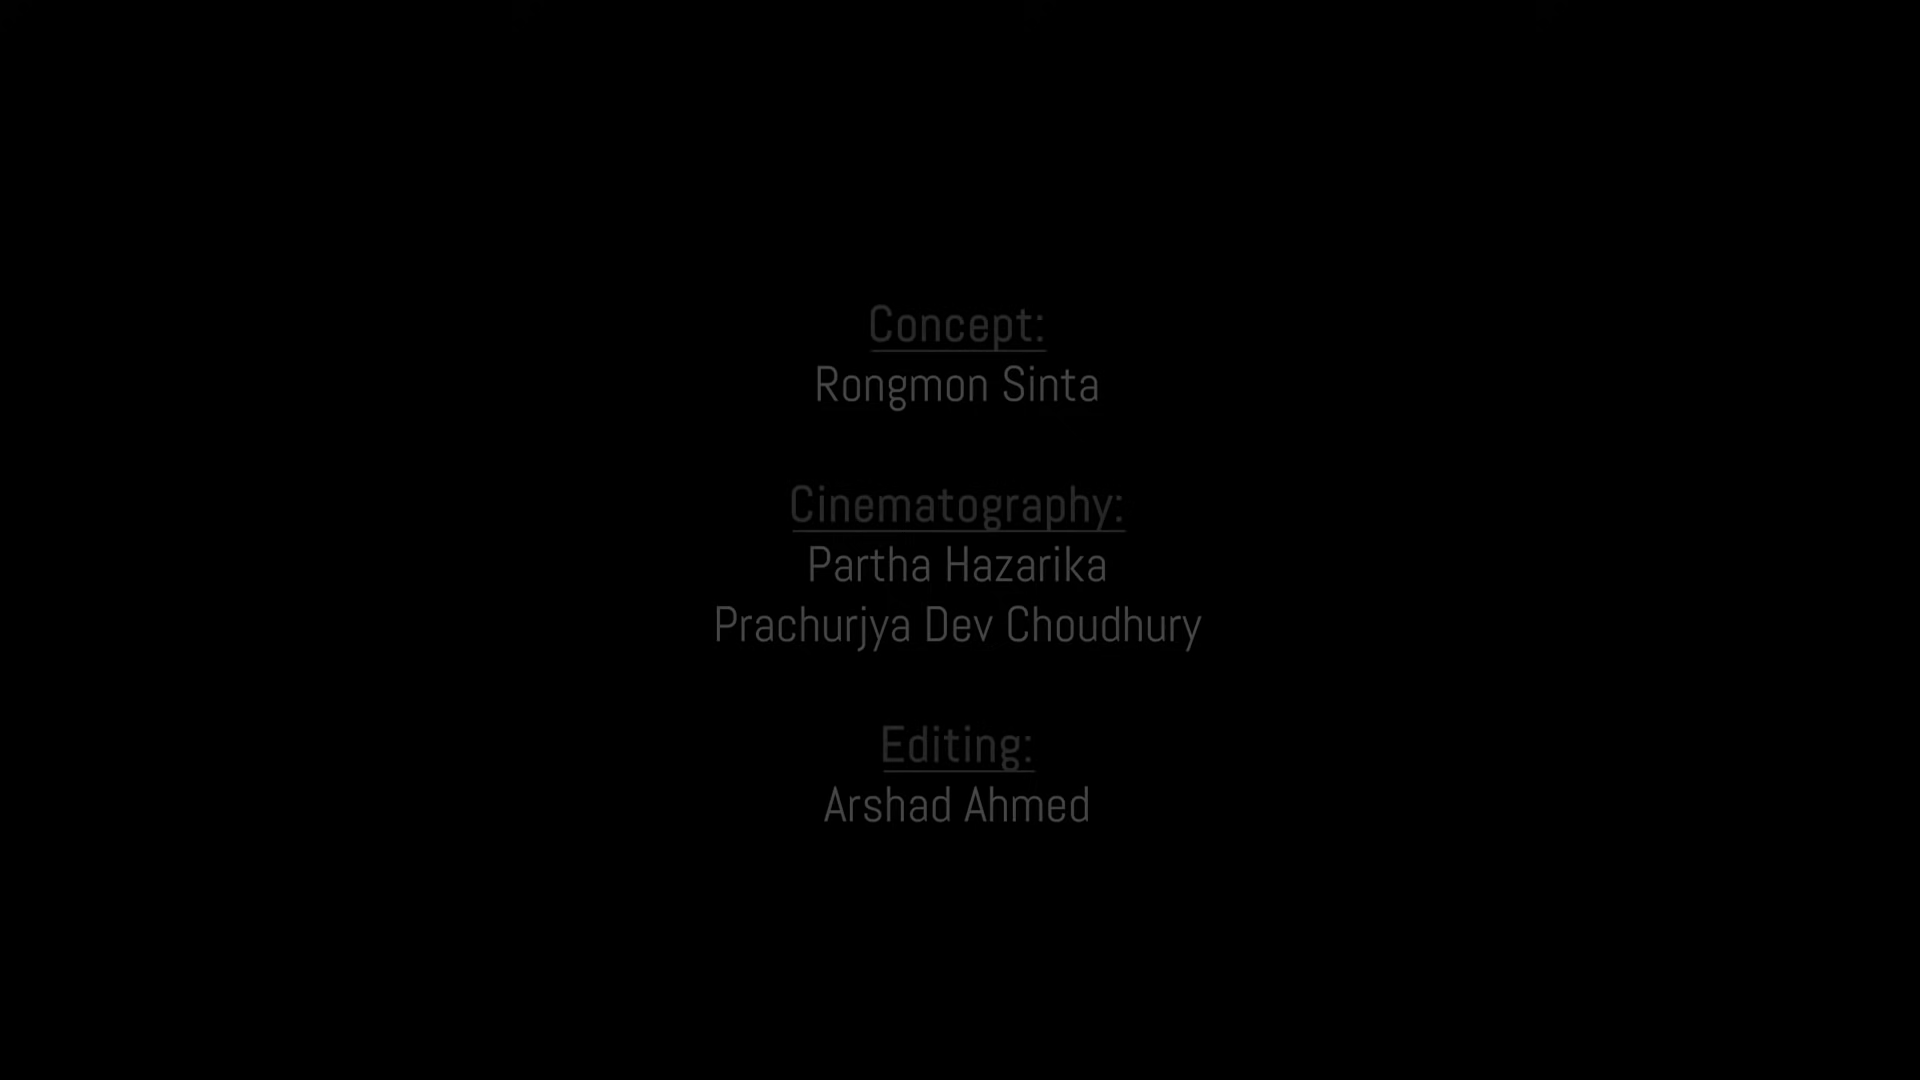 Concept:
Rongmon Sinta
Cinematography:
Partha Hazarika
Prachurjya Dev Choudhury
Editing:
Arshad Ahmed